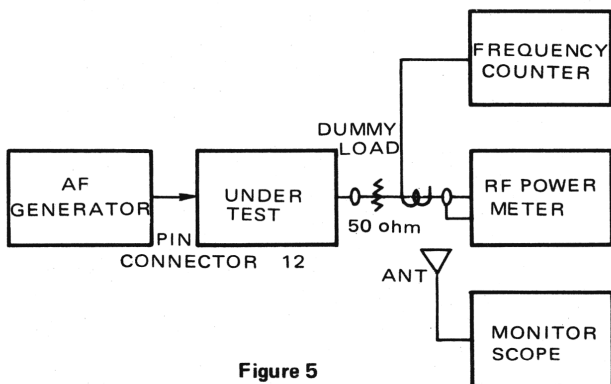 FREQUENCY
COUNTER
DUMMY
LOAD
AF
GENERATOR
UNDER
TEST
RF POWER
METER
50 ohm
PIN
CONNECTOR 12
ANT
MONITOR
SCOPE
Figure 5